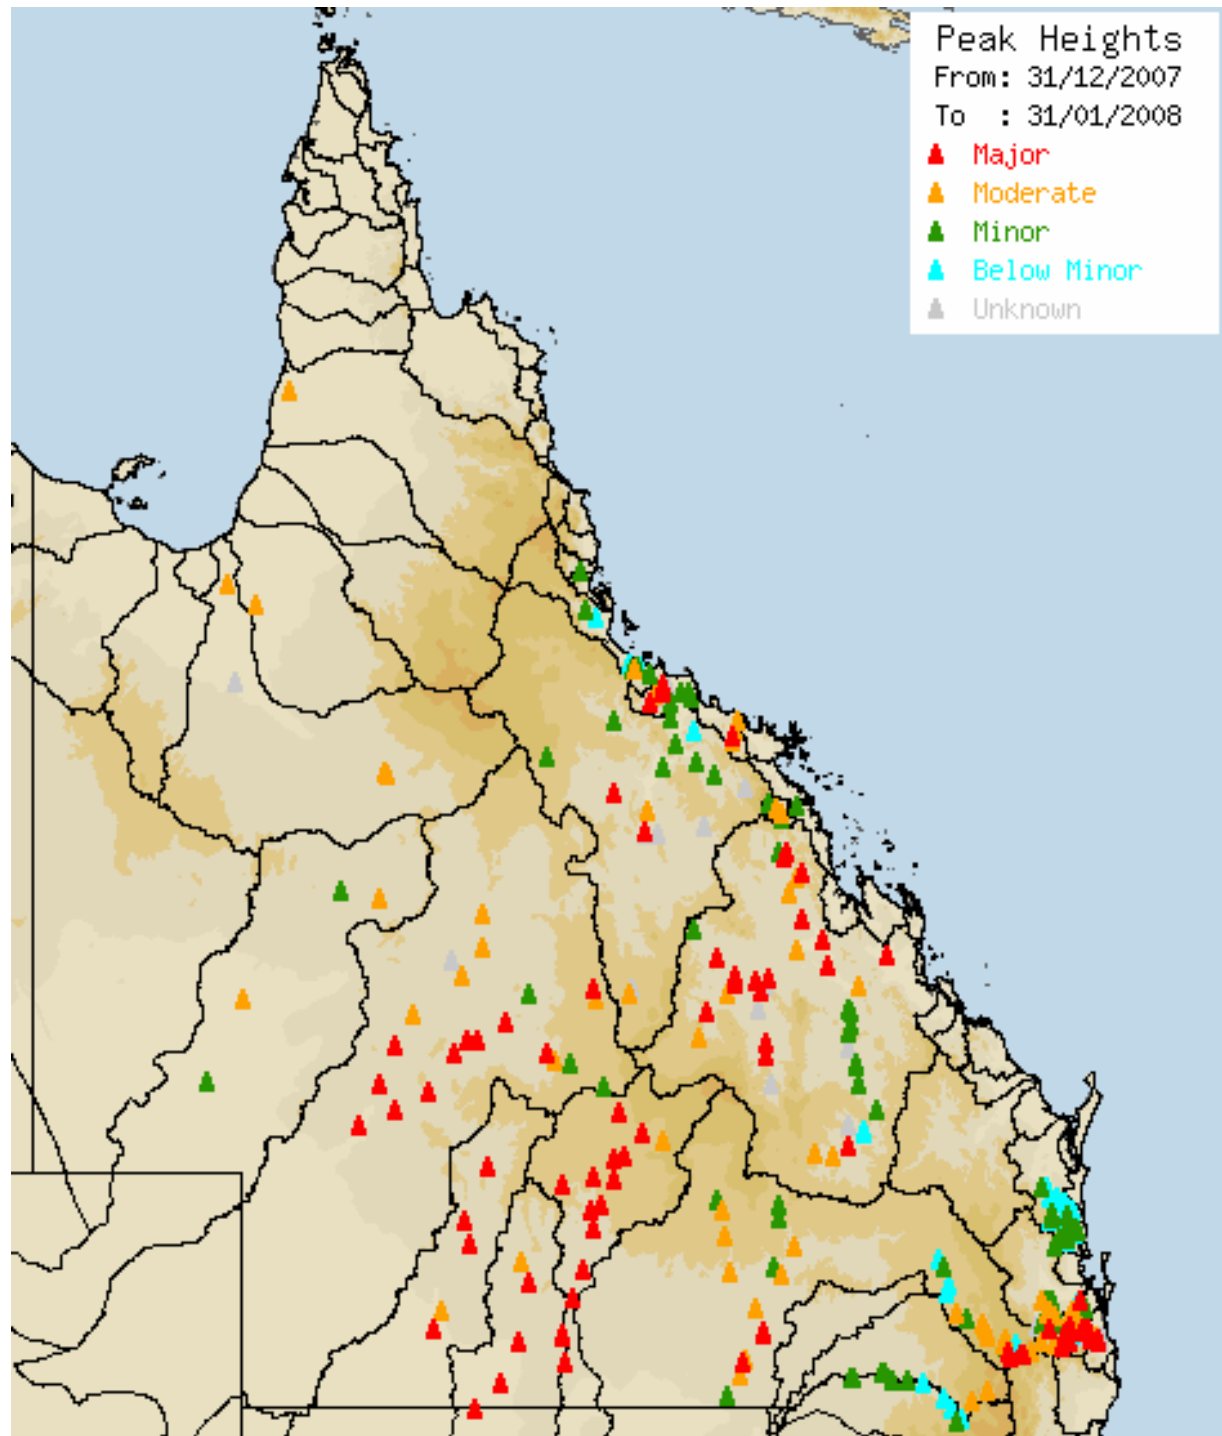 Peak Heights
From: 31/12/2007
To  : 31/01/2008
Major
Moderate
Minor
Below Minor
Unknown